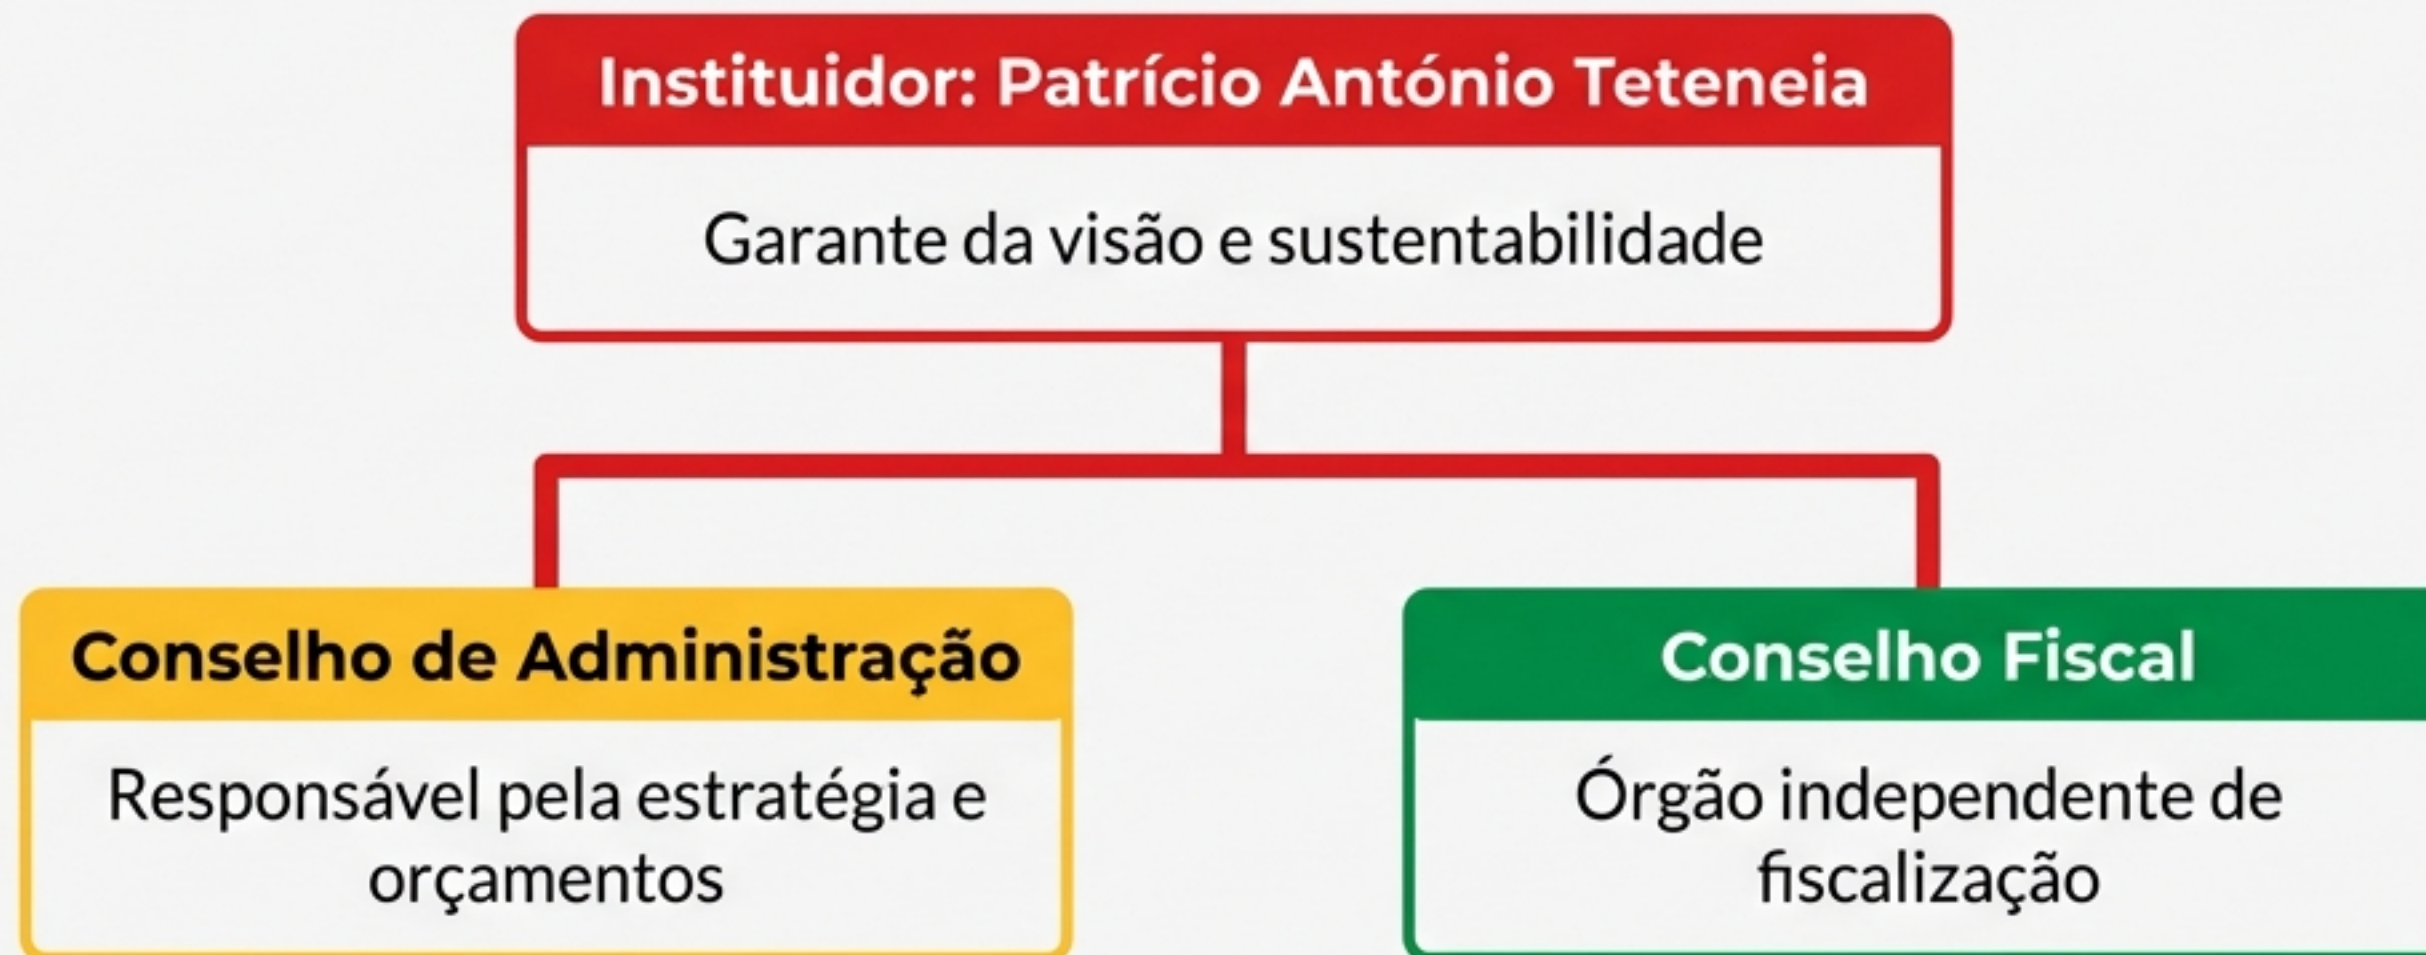 Instituidor: Patrício António Teteneia
Garante da visão e sustentabilidade
Conselho de Administração
Responsável pela estratégia e
orçamentos
Conselho Fiscal
Órgão independente de
fiscalização